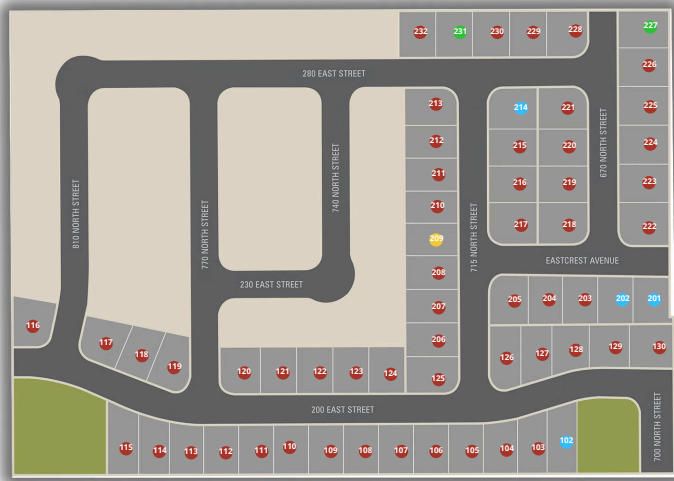 232 231 230 229 228 227
226
280 EAST STREET
213 214 221 225
212 215 220 224
670 NORTH STREET
740 NORTH STREET
211 216 219 223
810 NORTH STREET
770 NORTH STREET
210 217 218 222
715 NORTH STREET
209
EASTCREST AVENUE
208
230 EAST STREET
207 205 204 203 202 201
116 117 118 119
206 126 127 128 129 130
120 121 122 123 124 125
200 EAST STREET
700 NORTH STREET
115 114 113 112 111 110 109 108 107 106 105 104 103 102